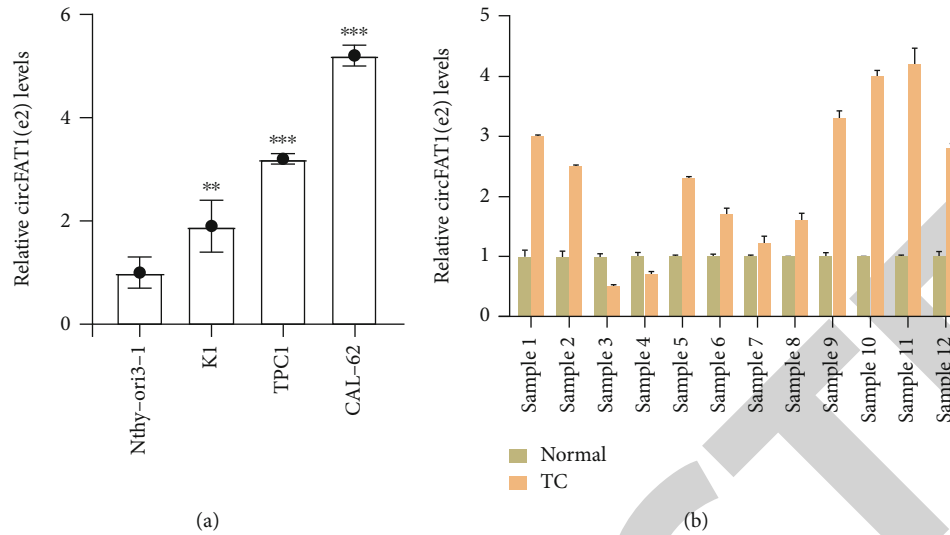 Relative circFAT1(e2) levels
6
4
2
0
**
***
***
Nthy–ori3–1
K1
TPC1
CAL–62
(a)
Relative circFAT1(e2) levels
5
4
3
2
1
0
Sample 1
Sample 2
Sample 3
Sample 4
Sample 5
Sample 6
Sample 7
Sample 8
Sample 9
Sample 10
Sample 11
Sample 12
Normal
TC
(b)